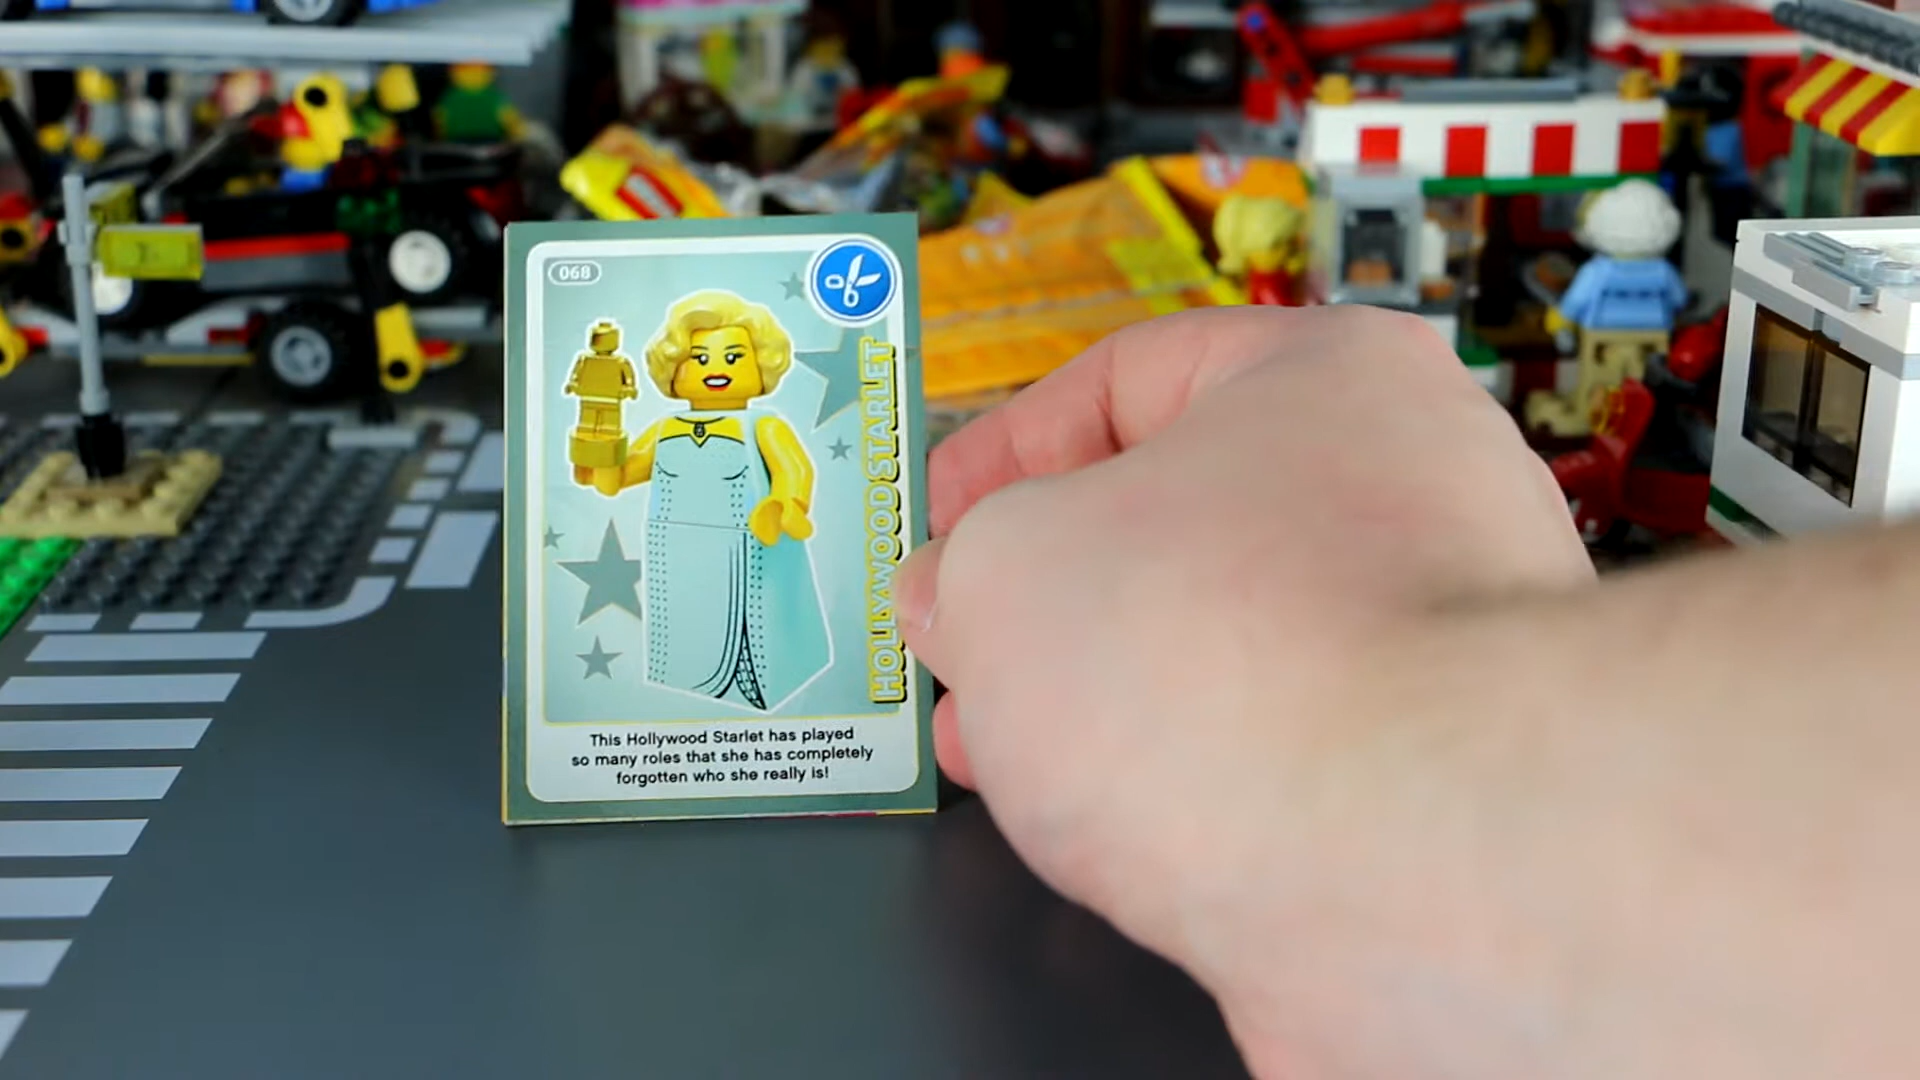 068
HOLLYWOOD STARLET
This Hollywood Starlet has played
so many roles that she has completely
forgotten who she really is!